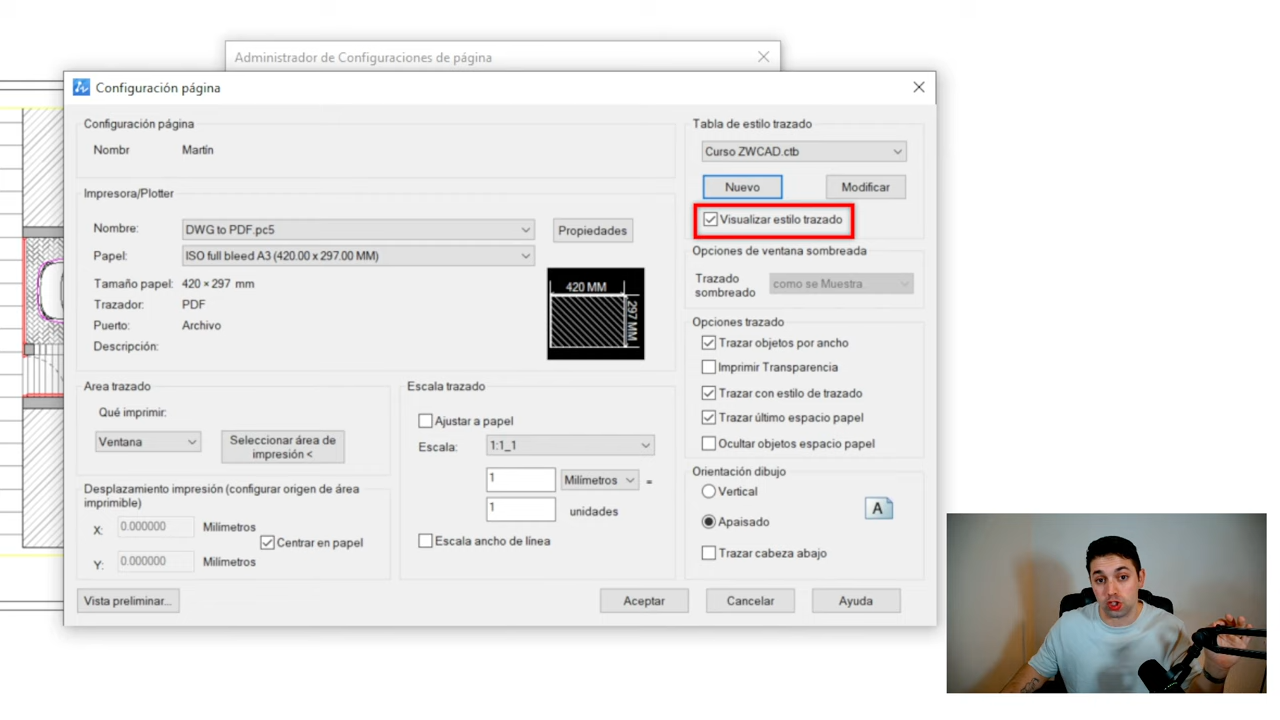 Administrador de Configuraciones de página
Configuración página
Configuración página
Nombr Martín
Impresora/Plotter
Nombre: DWG to PDF.pc5 Propiedades
Papel: ISO full bleed A3 (420.00 x 297.00 MM)
Tamaño papel: 420 × 297 mm
Trazador: PDF
Puerto: Archivo
Descripción:
420 MM
297 MM
Area trazado
Qué imprimir:
Ventana
Seleccionar área de
impresión <
Desplazamiento impresión (configurar origen de área
imprimible)
X: 0.000000 Milímetros
Centrar en papel
Y: 0.000000 Milímetros
Escala trazado
Ajustar a papel
Escala: 1:1_1
1 Milímetros =
1 unidades
Escala ancho de línea
Tabla de estilo trazado
Curso ZWCAD.ctb
Nuevo Modificar
Visualizar estilo trazado
Opciones de ventana sombreada
Trazado
sombreado
como se Muestra
Opciones trazado
Trazar objetos por ancho
Imprimir Transparencia
Trazar con estilo de trazado
Trazar último espacio papel
Ocultar objetos espacio papel
Orientación dibujo
Vertical
Apaisado
A
Trazar cabeza abajo
Vista preliminar... Aceptar Cancelar Ayuda